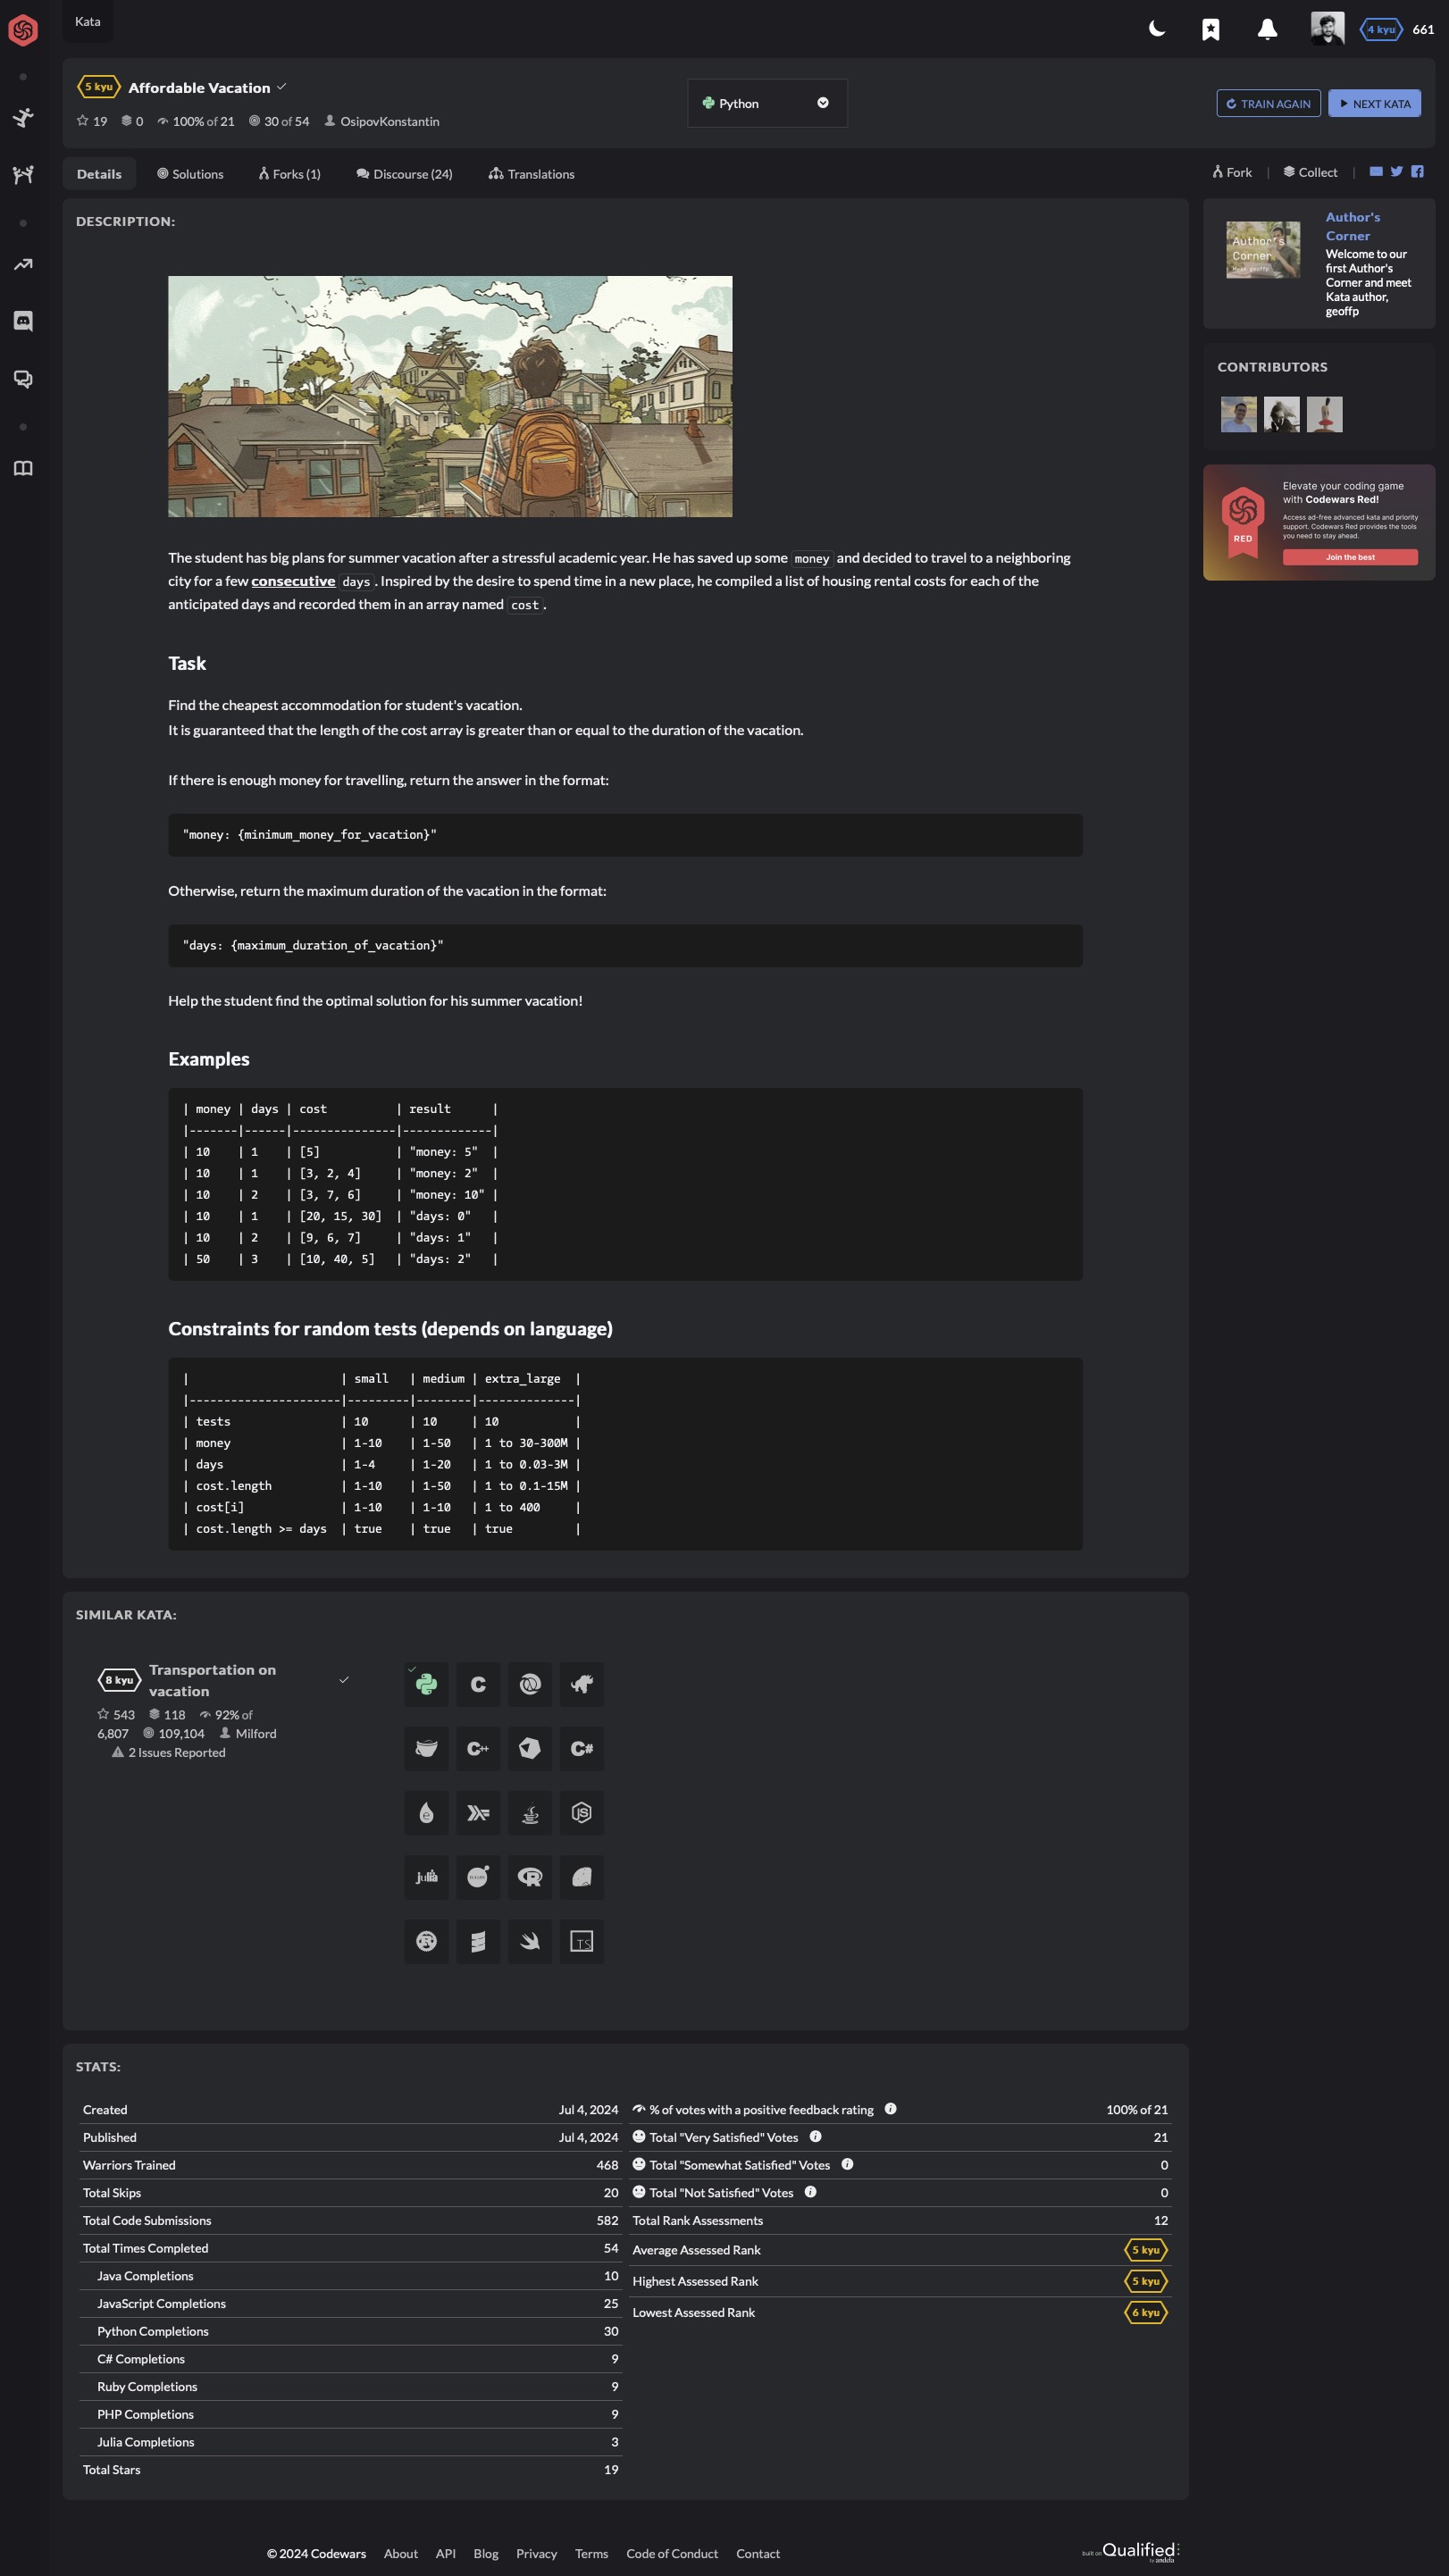 Kata
4 kyu 661
5 kyu Affordable Vacation
19 0 100% of 21 30 of 54 OsipovKonstantin
Python
TRAIN AGAIN NEXT KATA
Details Solutions Forks (1) Discourse (24) Translations
Fork | Collect |
DESCRIPTION:
The student has big plans for summer vacation after a stressful academic year. He has saved up some money and decided to travel to a neighboring
city for a few consecutive days. Inspired by the desire to spend time in a new place, he compiled a list of housing rental costs for each of the
anticipated days and recorded them in an array named cost.
Task
Find the cheapest accommodation for student's vacation.
It is guaranteed that the length of the cost array is greater than or equal to the duration of the vacation.
If there is enough money for travelling, return the answer in the format:
"money: {minimum_money_for_vacation}"
Otherwise, return the maximum duration of the vacation in the format:
"days: {maximum_duration_of_vacation}"
Help the student find the optimal solution for his summer vacation!
Examples
| money | days | cost          | result      |
|-------|------|---------------|-------------|
| 10    | 1    | [5]           | "money: 5"  |
| 10    | 1    | [3, 2, 4]     | "money: 2"  |
| 10    | 2    | [3, 7, 6]     | "money: 10" |
| 10    | 1    | [20, 15, 30]  | "days: 0"   |
| 10    | 2    | [9, 6, 7]     | "days: 1"   |
| 50    | 3    | [10, 40, 5]   | "days: 2"   |
Constraints for random tests (depends on language)
|                      | small   | medium | extra_large  |
|----------------------|---------|--------|--------------|
| tests                | 10      | 10     | 10           |
| money                | 1-10    | 1-50   | 1 to 30-300M |
| days                 | 1-4     | 1-20   | 1 to 0.03-3M |
| cost.length          | 1-10    | 1-50   | 1 to 0.1-15M |
| cost[i]              | 1-10    | 1-10   | 1 to 400     |
| cost.length >= days  | true    | true   | true         |
Author's
Corner
Meet geoffp
Author's
Corner
Welcome to our
first Author's
Corner and meet
Kata author,
geoffp
CONTRIBUTORS
RED
Elevate your coding game
with Codewars Red!
Access ad-free advanced kata and priority
support. Codewars Red provides the tools
you need to stay ahead.
Join the best
SIMILAR KATA:
8 kyu Transportation on
vacation
543 118 92% of
6,807 109,104 Milford
2 Issues Reported
C
C++ C#
e JS
julia R
TS
STATS:
Created Jul 4, 2024
Published Jul 4, 2024
Warriors Trained 468
Total Skips 20
Total Code Submissions 582
Total Times Completed 54
Java Completions 10
JavaScript Completions 25
Python Completions 30
C# Completions 9
Ruby Completions 9
PHP Completions 9
Julia Completions 3
Total Stars 19
% of votes with a positive feedback rating 100% of 21
Total "Very Satisfied" Votes 21
Total "Somewhat Satisfied" Votes 0
Total "Not Satisfied" Votes 0
Total Rank Assessments 12
Average Assessed Rank 5 kyu
Highest Assessed Rank 5 kyu
Lowest Assessed Rank 6 kyu
© 2024 Codewars About API Blog Privacy Terms Code of Conduct Contact
built on Qualified
by andela